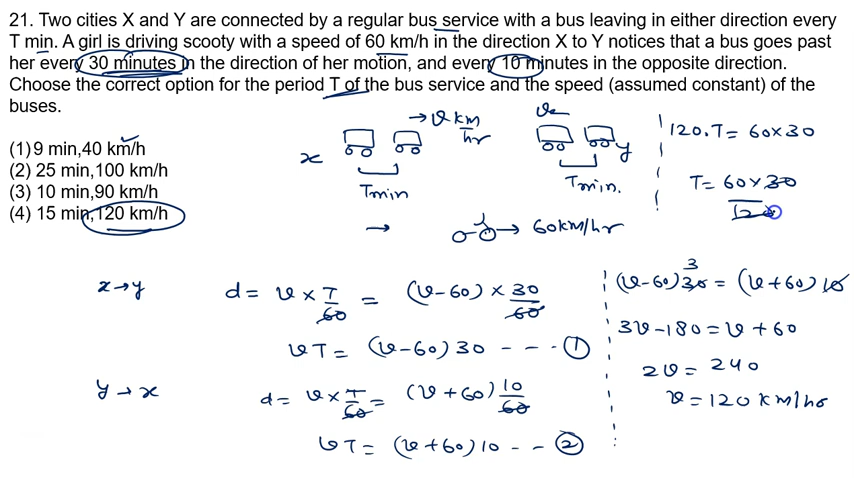 21. Two cities X and Y are connected by a regular bus service with a bus leaving in either direction every
T min. A girl is driving scooty with a speed of 60 km/h in the direction X to Y notices that a bus goes past
her every 30 minutes in the direction of her motion, and every 10 minutes in the opposite direction.
Choose the correct option for the period T of the bus service and the speed (assumed constant) of the
buses.
(1) 9 min,40 km/h
(2) 25 min,100 km/h
(3) 10 min,90 km/h
(4) 15 min,120 km/h
x
→ v km/hr
T min
v←
y
T min.
→
→ 60km/hr
120.T = 60×30
T = 60×30/120
x→y
d = v × T/60 = (v-60) × 30/60
vT = (v-60) 30 ---- ①
y→x
d = v × T/60 = (v+60) 10/60
vT = (v+60) 10 -- ②
3
(v-60) 30 = (v+60) 10
3v-180 = v+60
2v = 240
v = 120 km/hr